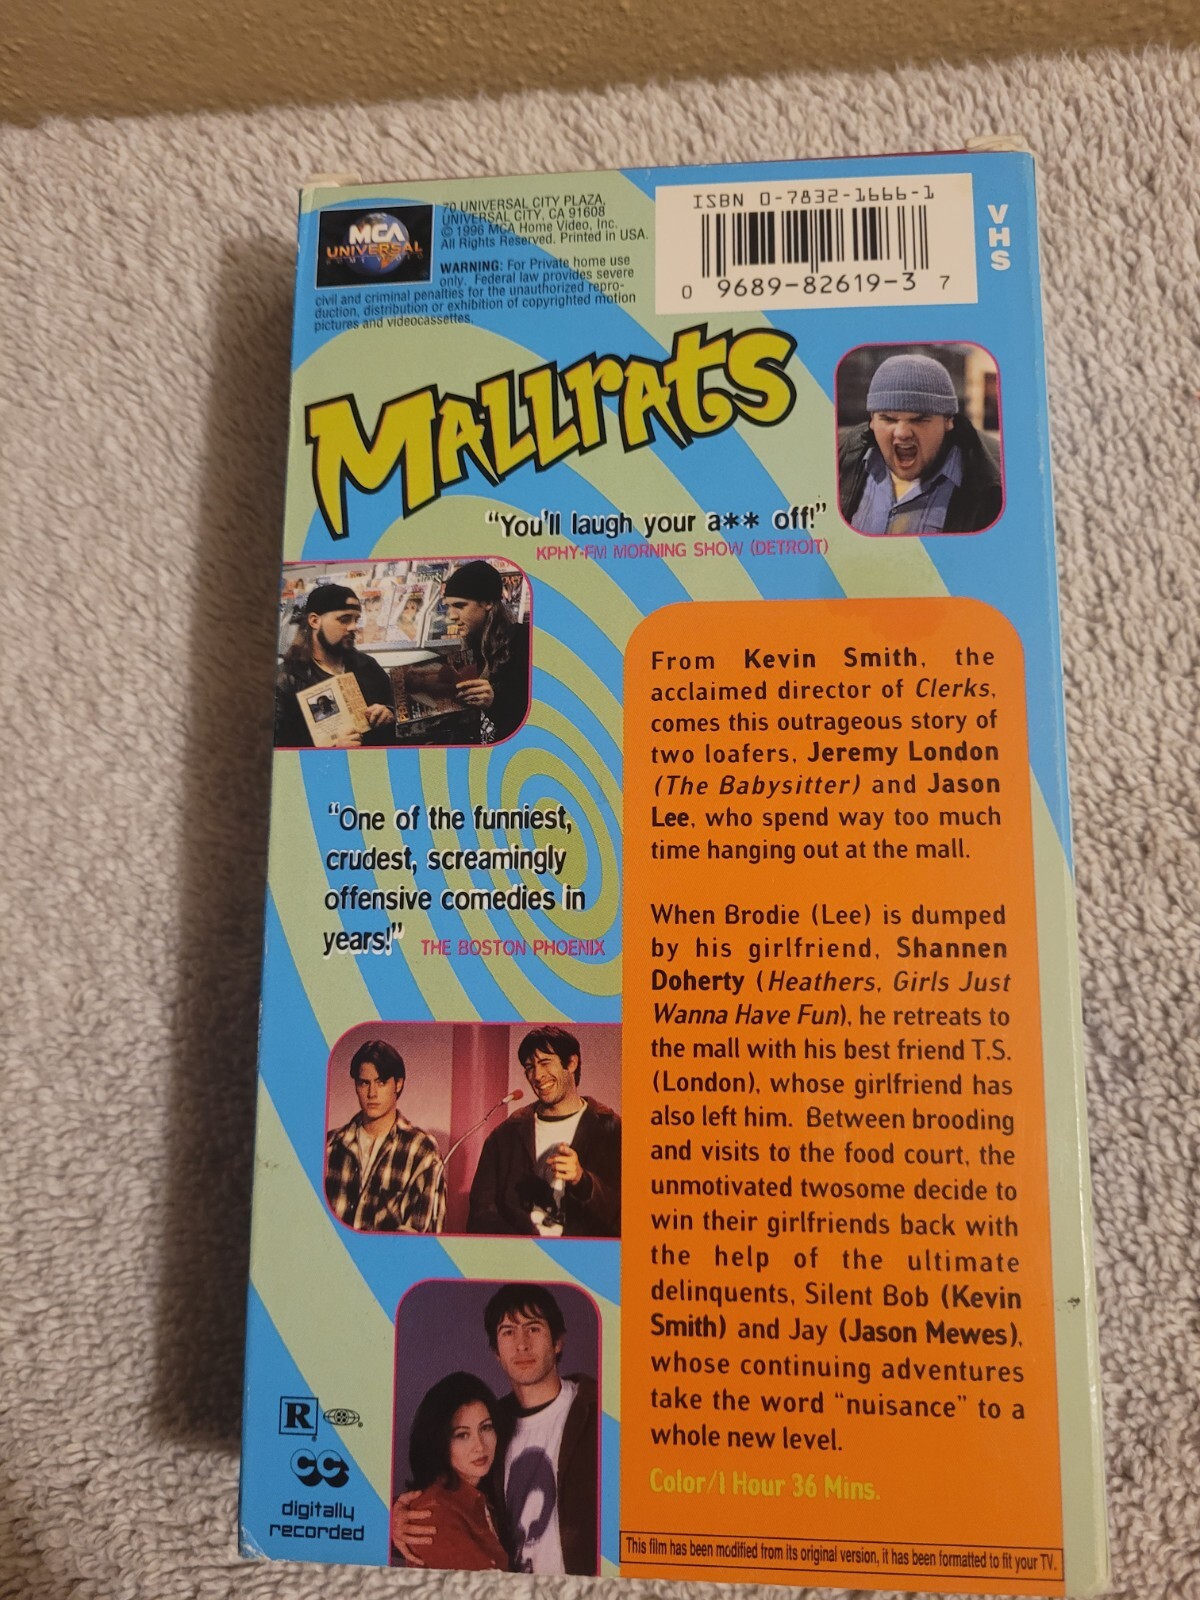 MCA
UNIVERSAL
HOME VIDEO
70 UNIVERSAL CITY PLAZA,
UNIVERSAL CITY, CA 91608
© 1996 MCA Home Video, Inc.
All Rights Reserved. Printed in USA.
WARNING: For Private home use
only. Federal law provides severe
civil and criminal penalties for the unauthorized repro-
duction, distribution or exhibition of copyrighted motion
pictures and videocassettes.
ISBN 0-7832-1666-1
0 9689-82619-3 7
VHS
MALLrATS
“You'll laugh your a** off!”
KPHY-FM MORNING SHOW (DETROIT)
“One of the funniest,
crudest, screamingly
offensive comedies in
years!” THE BOSTON PHOENIX
From Kevin Smith, the
acclaimed director of Clerks,
comes this outrageous story of
two loafers, Jeremy London
(The Babysitter) and Jason
Lee, who spend way too much
time hanging out at the mall.
When Brodie (Lee) is dumped
by his girlfriend, Shannen
Doherty (Heathers, Girls Just
Wanna Have Fun), he retreats to
the mall with his best friend T.S.
(London), whose girlfriend has
also left him. Between brooding
and visits to the food court, the
unmotivated twosome decide to
win their girlfriends back with
the help of the ultimate
delinquents, Silent Bob (Kevin
Smith) and Jay (Jason Mewes),
whose continuing adventures
take the word “nuisance” to a
whole new level.
Color/1 Hour 36 Mins.
R ®
CC
digitally
recorded
This film has been modified from its original version, it has been formatted to fit your TV.